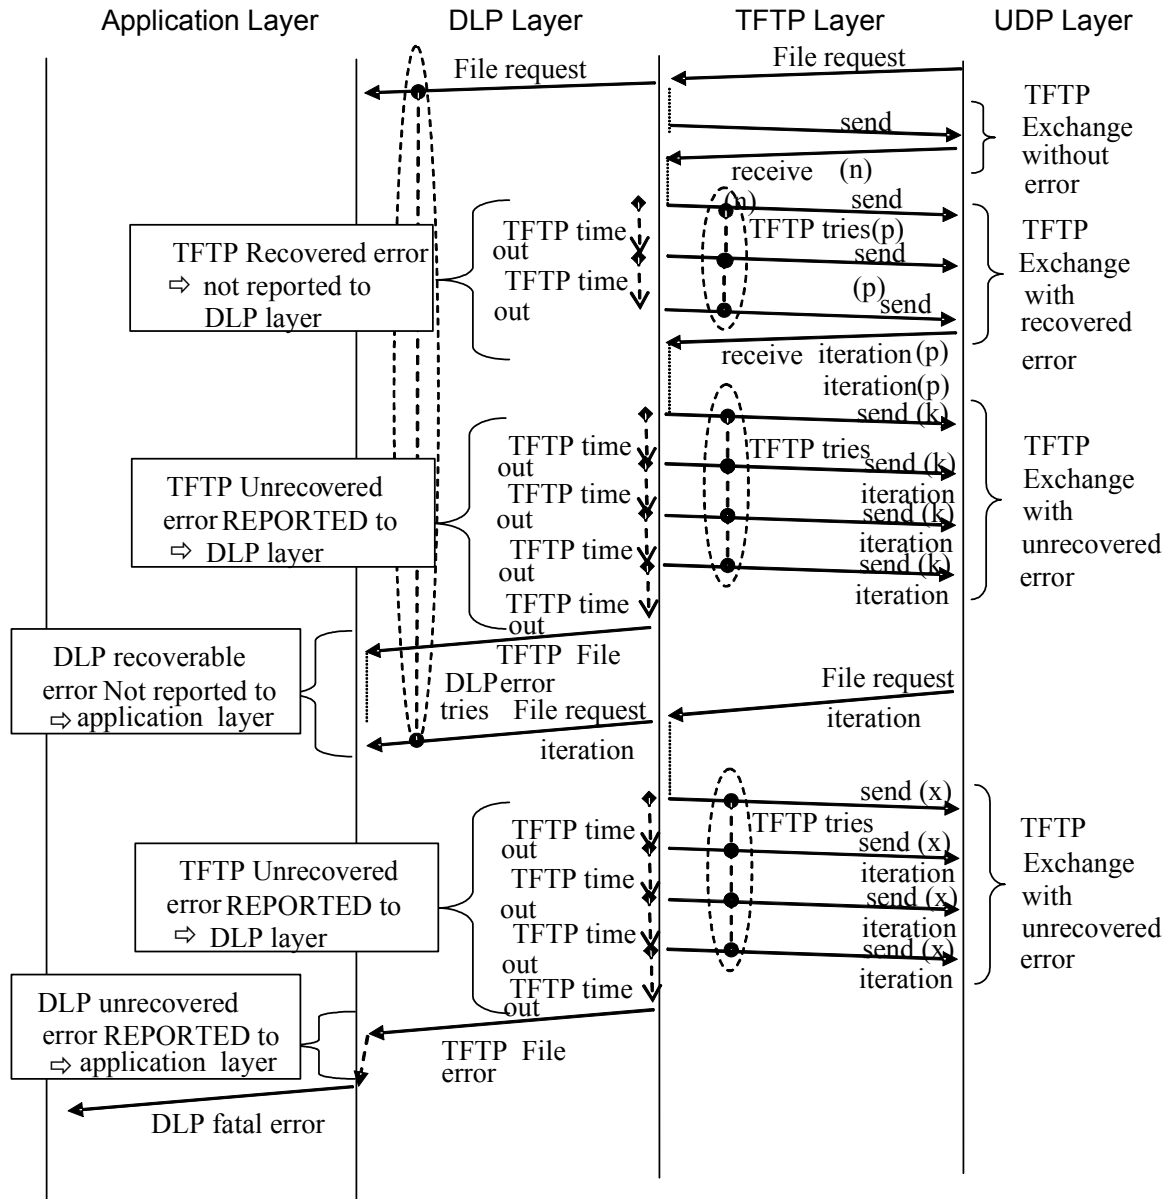 Application Layer
DLP Layer
TFTP Layer
UDP Layer
File request
File request
TFTP
Exchange
without
error
send
receive (n)
(n)
send
TFTP Recovered error
⇨ not reported to
DLP layer
TFTP time
out
TFTP time
out
TFTP tries(p)
send
(p)
send
receive iteration (p)
iteration(p)
TFTP
Exchange
with
recovered
error
send (k)
TFTP Unrecovered
error REPORTED to
⇨ DLP layer
TFTP time
out
TFTP time
out
TFTP time
out
TFTP time
out
TFTP tries
send (k)
iteration
send (k)
iteration
send (k)
iteration
TFTP
Exchange
with
unrecovered
error
DLP recoverable
error Not reported to
⇨ application layer
TFTP File
error
DLP
tries
File request
iteration
File request
iteration
send (x)
TFTP Unrecovered
error REPORTED to
⇨ DLP layer
TFTP time
out
TFTP time
out
TFTP time
out
TFTP time
out
TFTP tries
send (x)
iteration
send (x)
iteration
send (x)
iteration
TFTP
Exchange
with
unrecovered
error
DLP unrecovered
error REPORTED to
⇨ application layer
TFTP File
error
DLP fatal error